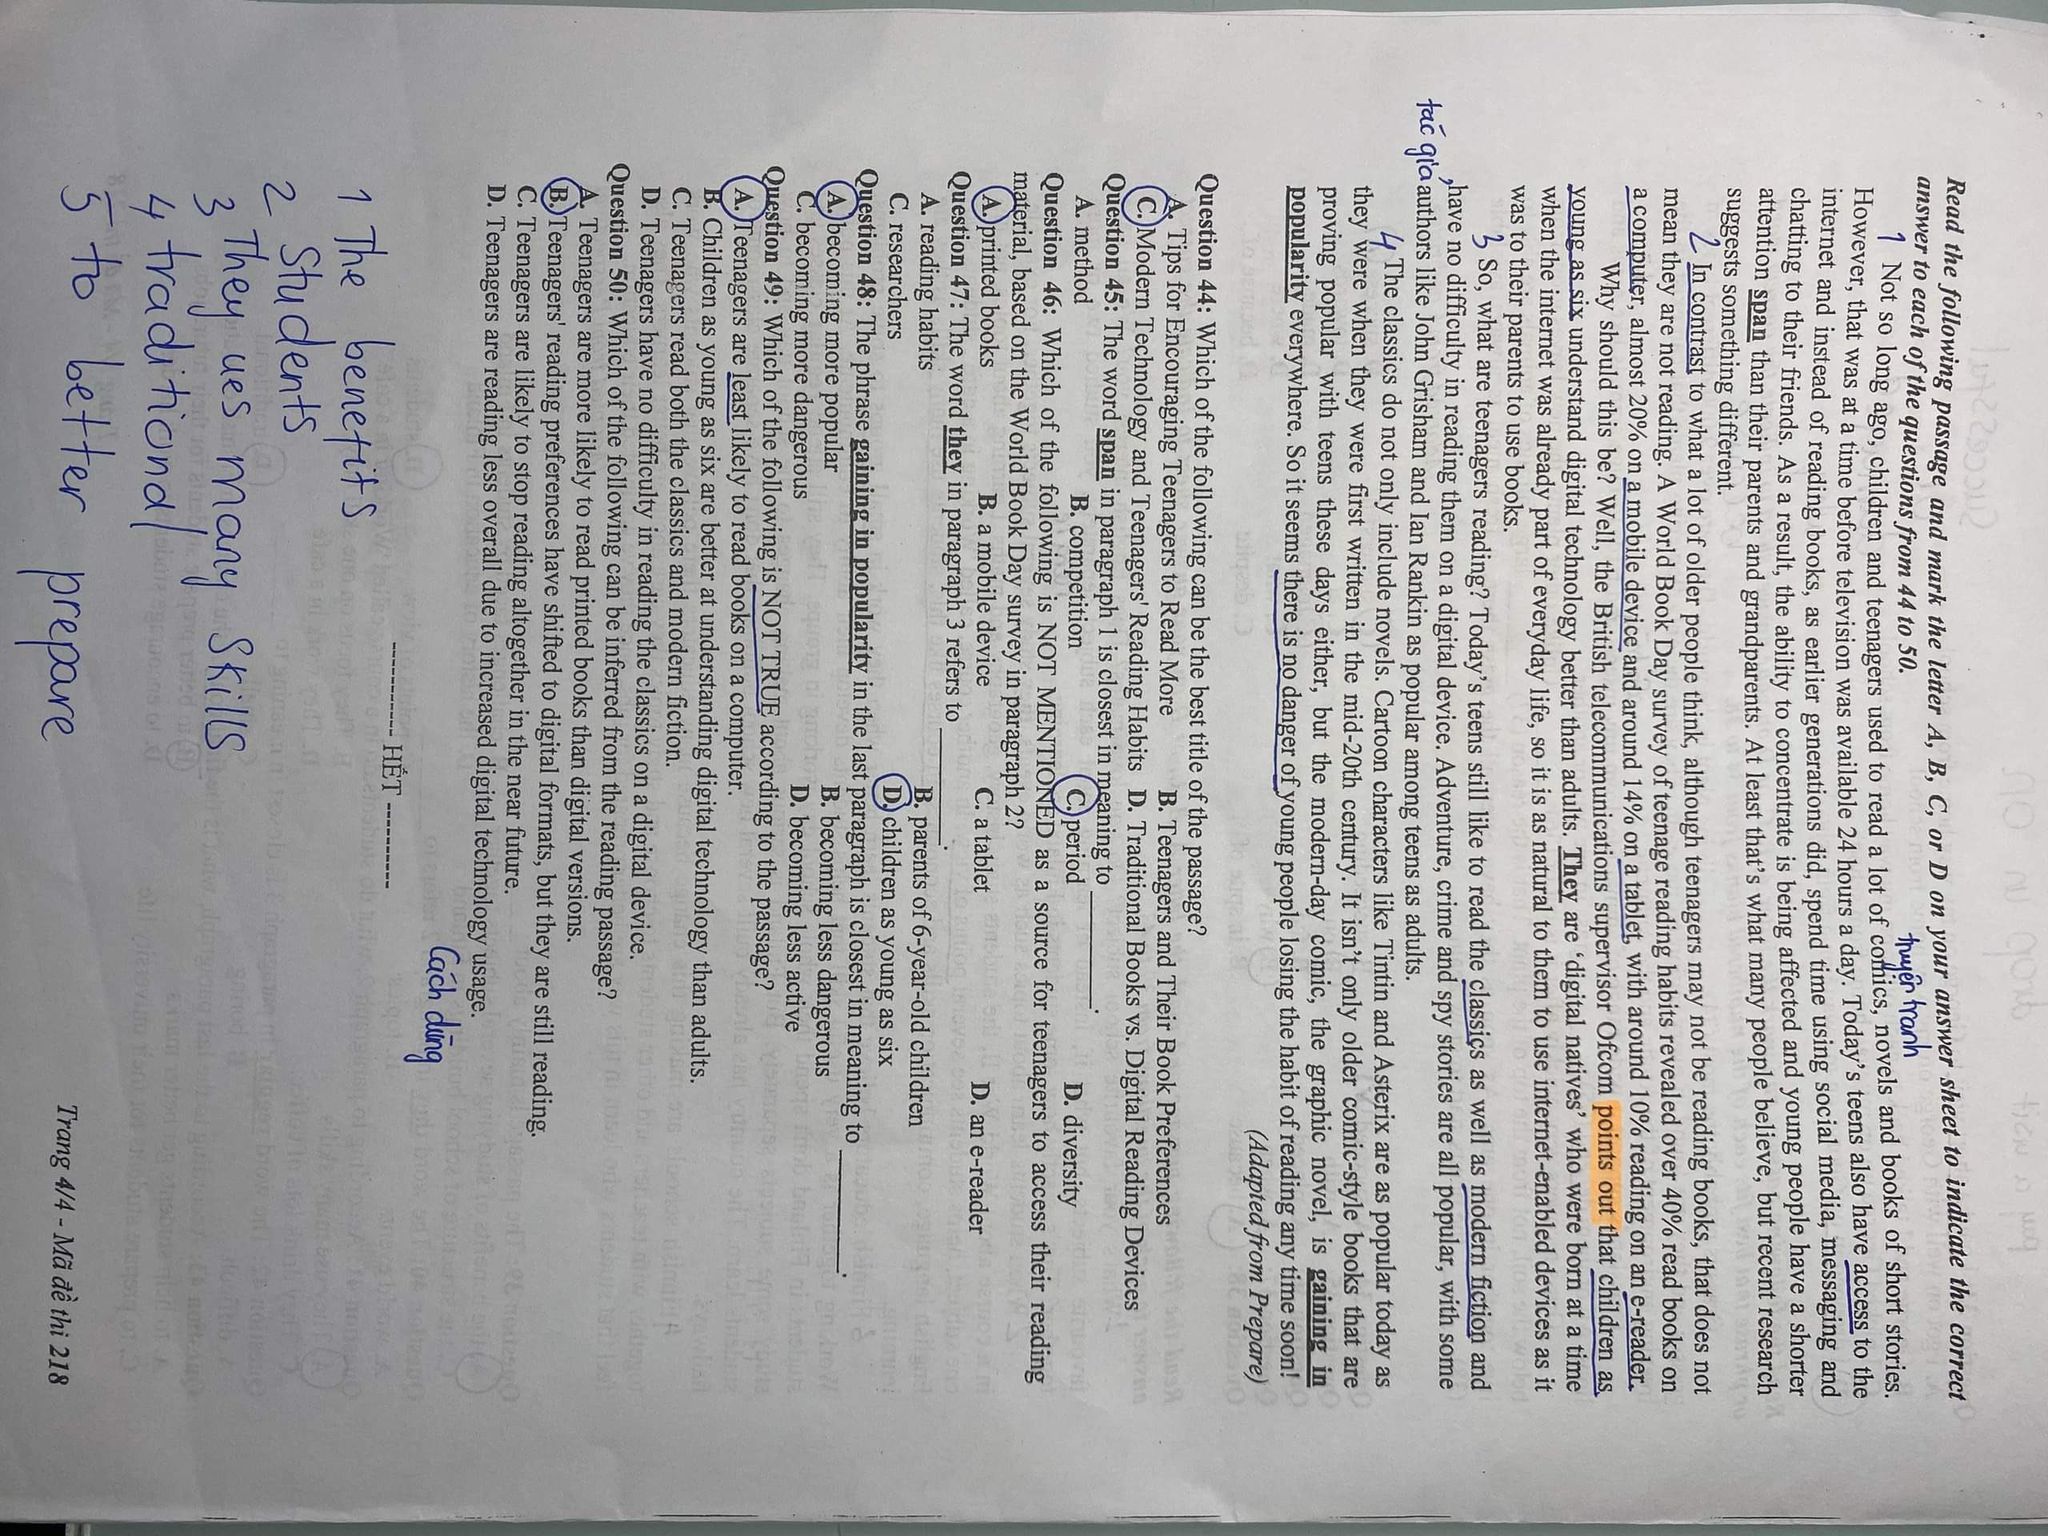 Read the following passage and mark the letter A, B, C, or D on your answer sheet to indicate the correct
answer to each of the questions from 44 to 50.
truyện tranh
1 Not so long ago, children and teenagers used to read a lot of comics, novels and books of short stories.
However, that was at a time before television was available 24 hours a day. Today's teens also have access to the
internet and instead of reading books, as earlier generations did, spend time using social media, messaging and
chatting to their friends. As a result, the ability to concentrate is being affected and young people have a shorter
attention span than their parents and grandparents. At least that's what many people believe, but recent research
suggests something different.
2 In contrast to what a lot of older people think, although teenagers may not be reading books, that does not
mean they are not reading. A World Book Day survey of teenage reading habits revealed over 40% read books on
a computer, almost 20% on a mobile device and around 14% on a tablet, with around 10% reading on an e-reader.
Why should this be? Well, the British telecommunications supervisor Ofcom points out that children as
young as six understand digital technology better than adults. They are 'digital natives' who were born at a time
when the internet was already part of everyday life, so it is as natural to them to use internet-enabled devices as it
was to their parents to use books.
3 So, what are teenagers reading? Today's teens still like to read the classics as well as modern fiction and
have no difficulty in reading them on a digital device. Adventure, crime and spy stories are all popular, with some
tác giả authors like John Grisham and Ian Rankin as popular among teens as adults.
4 The classics do not only include novels. Cartoon characters like Tintin and Asterix are as popular today as
they were when they were first written in the mid-20th century. It isn't only older comic-style books that are
proving popular with teens these days either, but the modern-day comic, the graphic novel, is gaining in
popularity everywhere. So it seems there is no danger of young people losing the habit of reading any time soon!
(Adapted from Prepare)
Question 44: Which of the following can be the best title of the passage?
A. Tips for Encouraging Teenagers to Read More B. Teenagers and Their Book Preferences
C. Modern Technology and Teenagers' Reading Habits D. Traditional Books vs. Digital Reading Devices
Question 45: The word span in paragraph 1 is closest in meaning to ________.
A. method B. competition C. period D. diversity
Question 46: Which of the following is NOT MENTIONED as a source for teenagers to access their reading
material, based on the World Book Day survey in paragraph 2?
A. printed books B. a mobile device C. a tablet D. an e-reader
Question 47: The word they in paragraph 3 refers to ________.
A. reading habits B. parents of 6-year-old children
C. researchers D. children as young as six
Question 48: The phrase gaining in popularity in the last paragraph is closest in meaning to ________.
A. becoming more popular B. becoming less dangerous
C. becoming more dangerous D. becoming less active
Question 49: Which of the following is NOT TRUE according to the passage?
A. Teenagers are least likely to read books on a computer.
B. Children as young as six are better at understanding digital technology than adults.
C. Teenagers read both the classics and modern fiction.
D. Teenagers have no difficulty in reading the classics on a digital device.
Question 50: Which of the following can be inferred from the reading passage?
A. Teenagers are more likely to read printed books than digital versions.
B. Teenagers' reading preferences have shifted to digital formats, but they are still reading.
C. Teenagers are likely to stop reading altogether in the near future.
D. Teenagers are reading less overall due to increased digital technology usage.
Cách dùng
---------- HẾT ----------
1 The benefits
2 Students
3 They ues many skills
4 traditional
5 to better prepare
Trang 4/4 - Mã đề thi 218